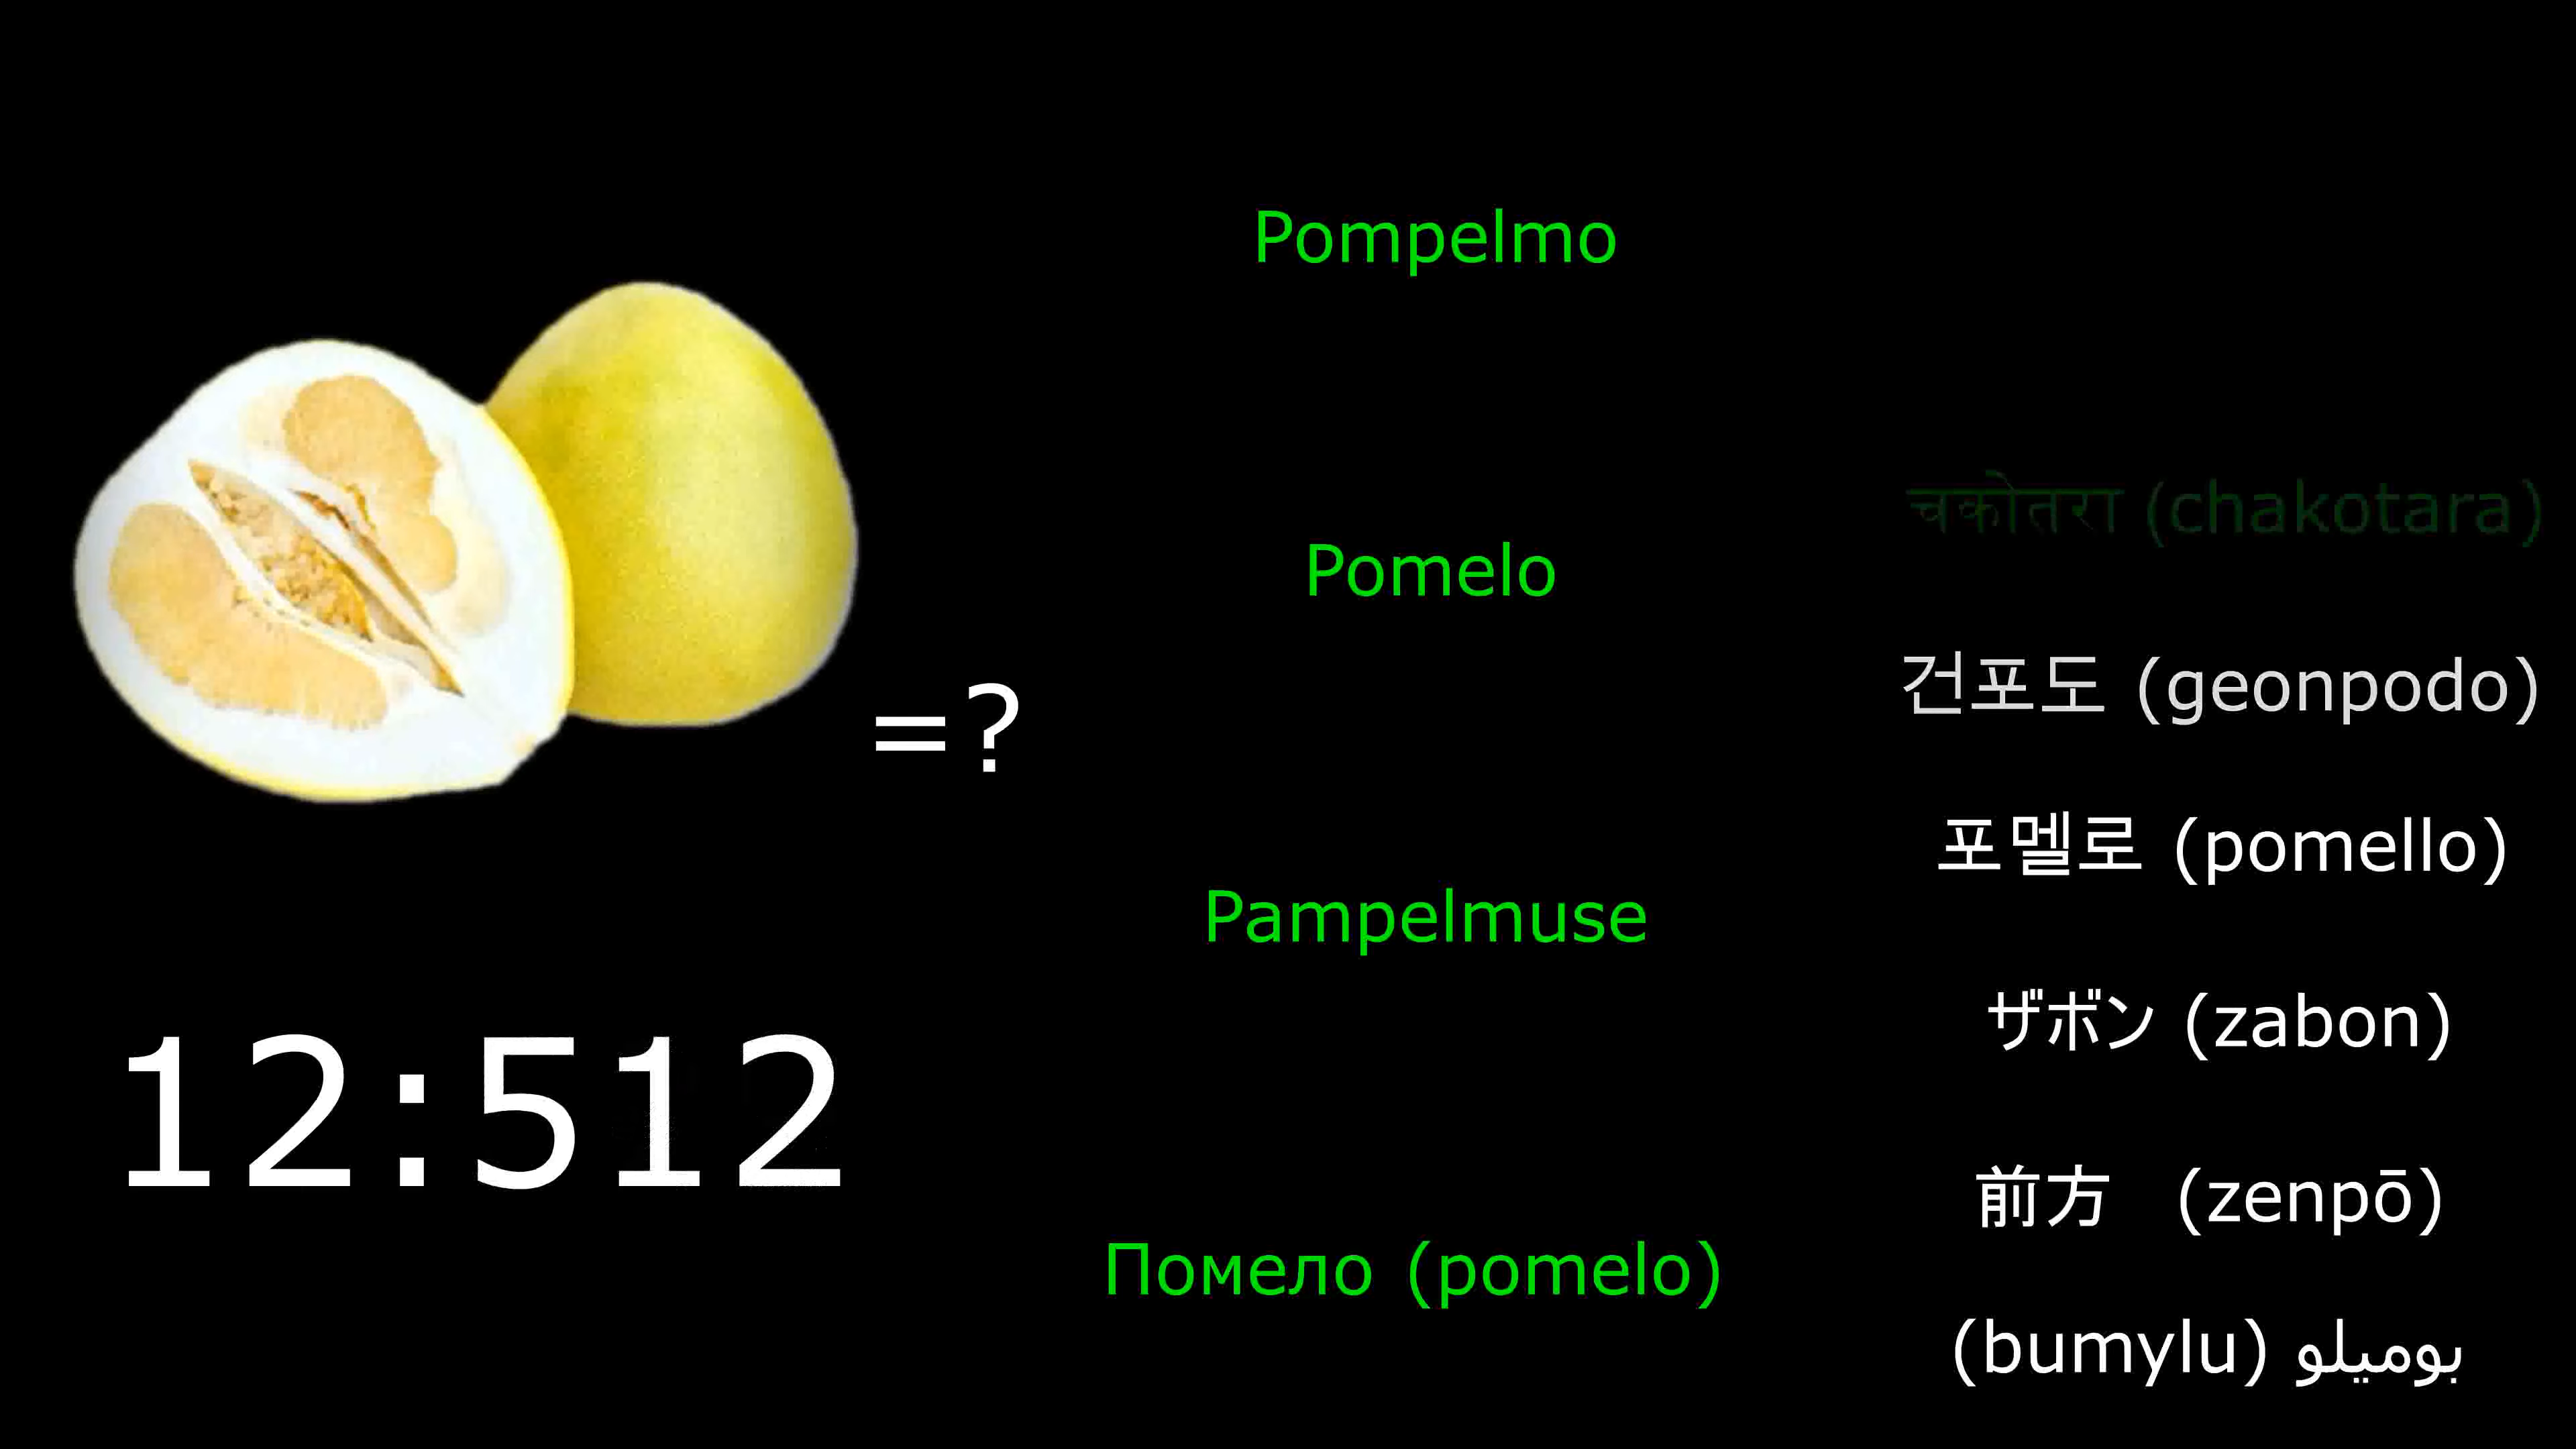 Pompelmo
Pomelo
=?
Pampelmuse
12:512
Помело (pomelo)
चकोतरा (chakotara)
건포도 (geonpodo)
포멜로 (pomello)
ザボン (zabon)
前方 (zenpō)
(bumylu) بوميلو